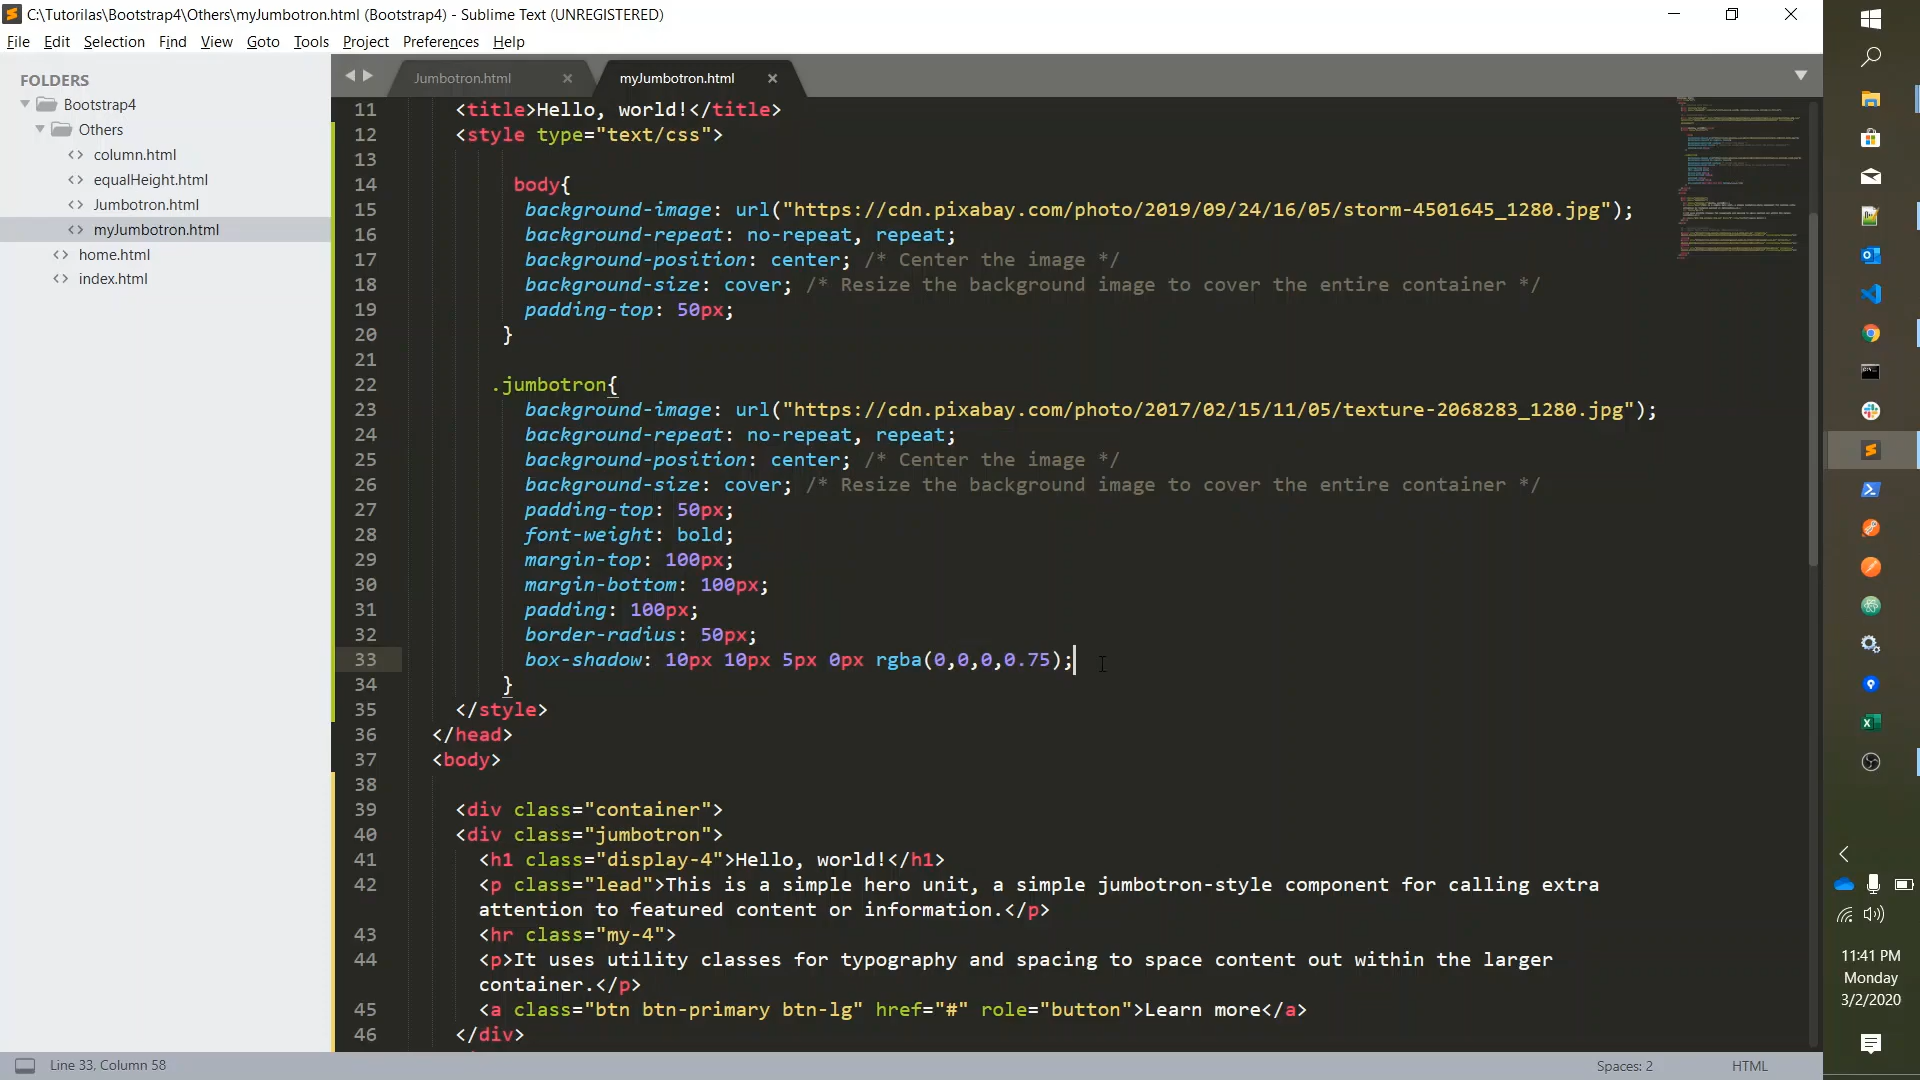 C:\Tutorilas\Bootstrap4\Others\myJumbotron.html (Bootstrap4) - Sublime Text (UNREGISTERED)
File Edit Selection Find View Goto Tools Project Preferences Help
FOLDERS
Bootstrap4
Others
column.html
equalHeight.html
Jumbotron.html
myJumbotron.html
home.html
index.html
Jumbotron.html
myJumbotron.html
11 <title>Hello, world!</title>
12 <style type="text/css">
13
14 body{
15 background-image: url("https://cdn.pixabay.com/photo/2019/09/24/16/05/storm-4501645_1280.jpg");
16 background-repeat: no-repeat, repeat;
17 background-position: center; /* Center the image */
18 background-size: cover; /* Resize the background image to cover the entire container */
19 padding-top: 50px;
20 }
21
22 .jumbotron{
23 background-image: url("https://cdn.pixabay.com/photo/2017/02/15/11/05/texture-2068283_1280.jpg");
24 background-repeat: no-repeat, repeat;
25 background-position: center; /* Center the image */
26 background-size: cover; /* Resize the background image to cover the entire container */
27 padding-top: 50px;
28 font-weight: bold;
29 margin-top: 100px;
30 margin-bottom: 100px;
31 padding: 100px;
32 border-radius: 50px;
33 box-shadow: 10px 10px 5px 0px rgba(0,0,0,0.75);
34 }
35 </style>
36 </head>
37 <body>
38
39 <div class="container">
40 <div class="jumbotron">
41 <h1 class="display-4">Hello, world!</h1>
42 <p class="lead">This is a simple hero unit, a simple jumbotron-style component for calling extra
attention to featured content or information.</p>
43 <hr class="my-4">
44 <p>It uses utility classes for typography and spacing to space content out within the larger
container.</p>
45 <a class="btn btn-primary btn-lg" href="#" role="button">Learn more</a>
46 </div>
Line 33, Column 58
Spaces: 2
HTML
11:41 PM
Monday
3/2/2020